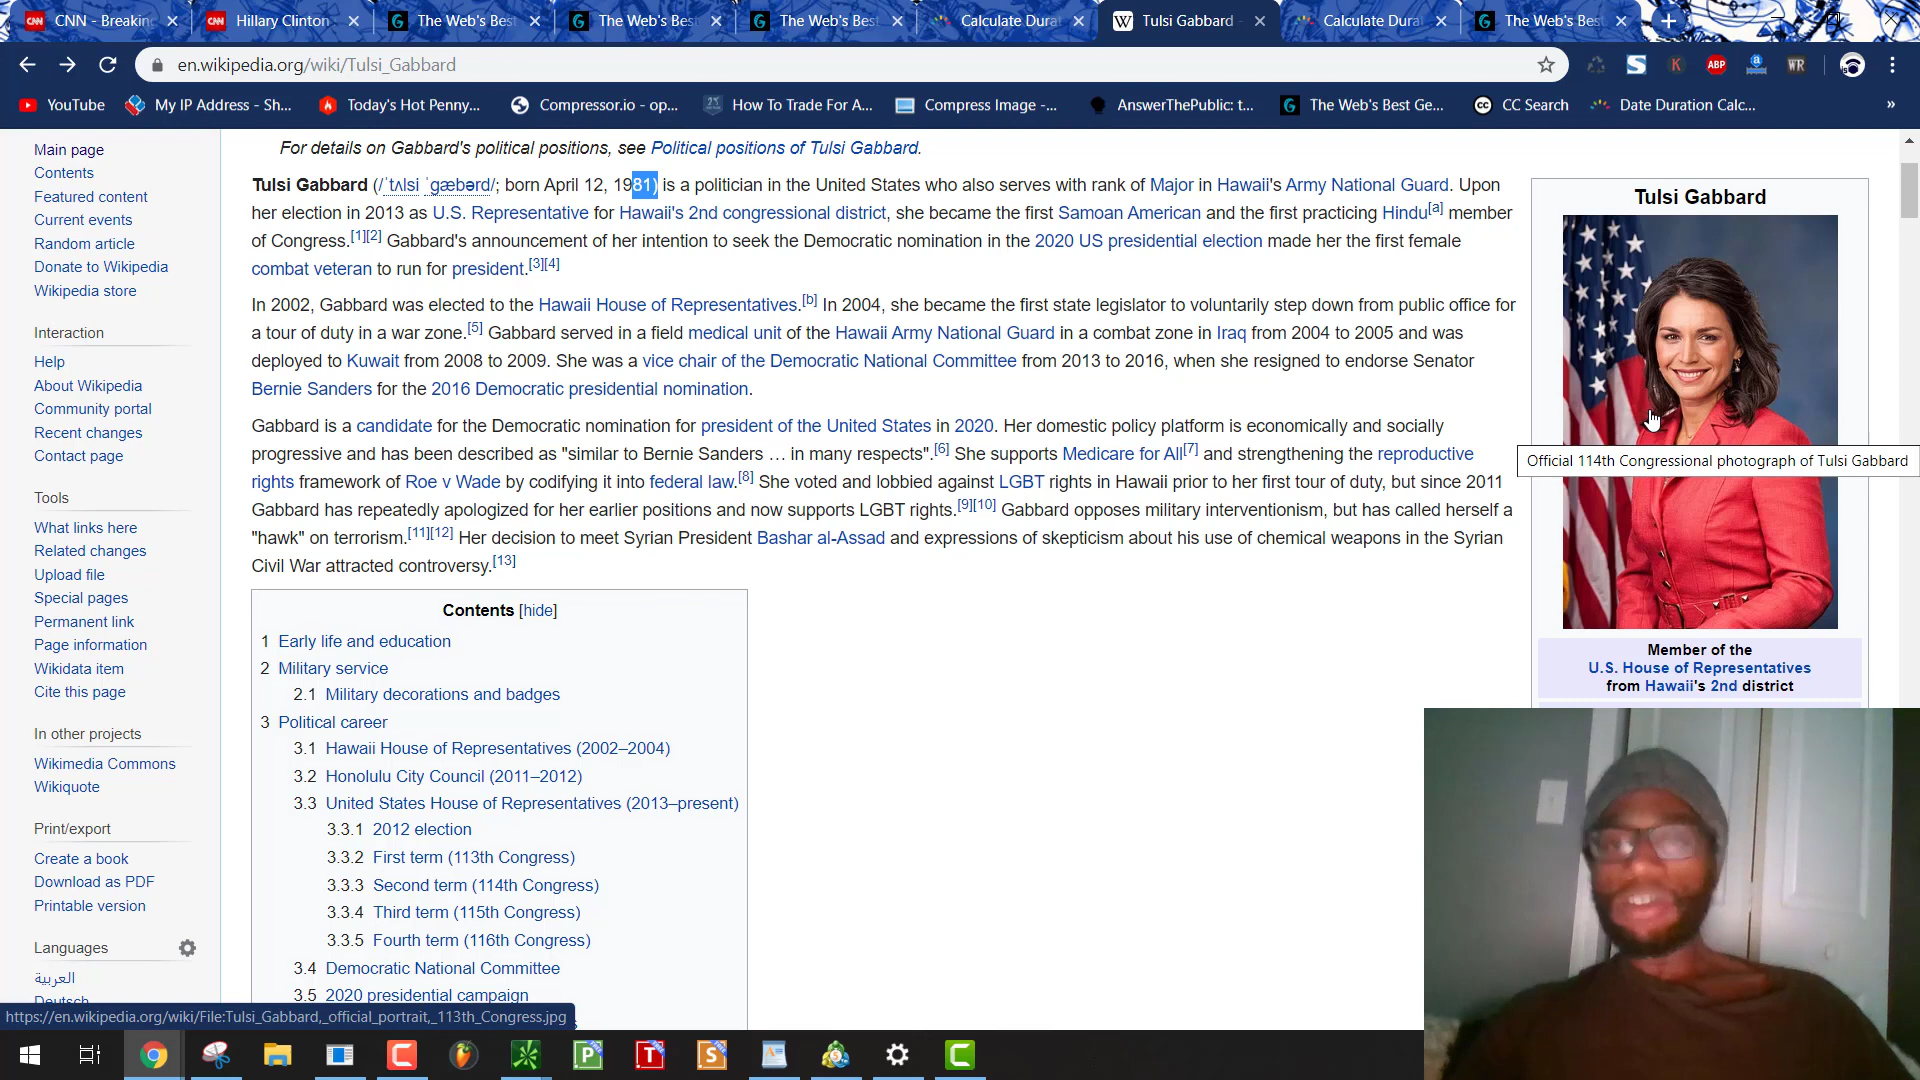 CNN - Breakin
Hillary Clinton
The Web's Bes
The Web's Bes
The Web's Bes
Calculate Dura
Tulsi Gabbard -
Calculate Dura
The Web's Bes
en.wikipedia.org/wiki/Tulsi_Gabbard
YouTube
My IP Address - Sh...
Today's Hot Penny...
Compressor.io - op...
How To Trade For A...
Compress Image -...
AnswerThePublic: t...
The Web's Best Ge...
CC Search
Date Duration Calc...
Main page
Contents
Featured content
Current events
Random article
Donate to Wikipedia
Wikipedia store
Interaction
Help
About Wikipedia
Community portal
Recent changes
Contact page
Tools
What links here
Related changes
Upload file
Special pages
Permanent link
Page information
Wikidata item
Cite this page
In other projects
Wikimedia Commons
Wikiquote
Print/export
Create a book
Download as PDF
Printable version
Languages
العربية
Deutsch
For details on Gabbard's political positions, see Political positions of Tulsi Gabbard.
Tulsi Gabbard (/ˈtʌlsi ˈɡæbərd/; born April 12, 1981) is a politician in the United States who also serves with rank of Major in Hawaii's Army National Guard. Upon
her election in 2013 as U.S. Representative for Hawaii's 2nd congressional district, she became the first Samoan American and the first practicing Hindu[a] member
of Congress.[1][2] Gabbard's announcement of her intention to seek the Democratic nomination in the 2020 US presidential election made her the first female
combat veteran to run for president.[3][4]
In 2002, Gabbard was elected to the Hawaii House of Representatives.[b] In 2004, she became the first state legislator to voluntarily step down from public office for
a tour of duty in a war zone.[5] Gabbard served in a field medical unit of the Hawaii Army National Guard in a combat zone in Iraq from 2004 to 2005 and was
deployed to Kuwait from 2008 to 2009. She was a vice chair of the Democratic National Committee from 2013 to 2016, when she resigned to endorse Senator
Bernie Sanders for the 2016 Democratic presidential nomination.
Gabbard is a candidate for the Democratic nomination for president of the United States in 2020. Her domestic policy platform is economically and socially
progressive and has been described as "similar to Bernie Sanders … in many respects".[6] She supports Medicare for All[7] and strengthening the reproductive
rights framework of Roe v Wade by codifying it into federal law.[8] She voted and lobbied against LGBT rights in Hawaii prior to her first tour of duty, but since 2011
Gabbard has repeatedly apologized for her earlier positions and now supports LGBT rights.[9][10] Gabbard opposes military interventionism, but has called herself a
"hawk" on terrorism.[11][12] Her decision to meet Syrian President Bashar al-Assad and expressions of skepticism about his use of chemical weapons in the Syrian
Civil War attracted controversy.[13]
Contents [hide]
1 Early life and education
2 Military service
2.1 Military decorations and badges
3 Political career
3.1 Hawaii House of Representatives (2002–2004)
3.2 Honolulu City Council (2011–2012)
3.3 United States House of Representatives (2013–present)
3.3.1 2012 election
3.3.2 First term (113th Congress)
3.3.3 Second term (114th Congress)
3.3.4 Third term (115th Congress)
3.3.5 Fourth term (116th Congress)
3.4 Democratic National Committee
3.5 2020 presidential campaign
Tulsi Gabbard
Official 114th Congressional photograph of Tulsi Gabbard
Member of the
U.S. House of Representatives
from Hawaii's 2nd district
https://en.wikipedia.org/wiki/File:Tulsi_Gabbard,_official_portrait,_113th_Congress.jpg